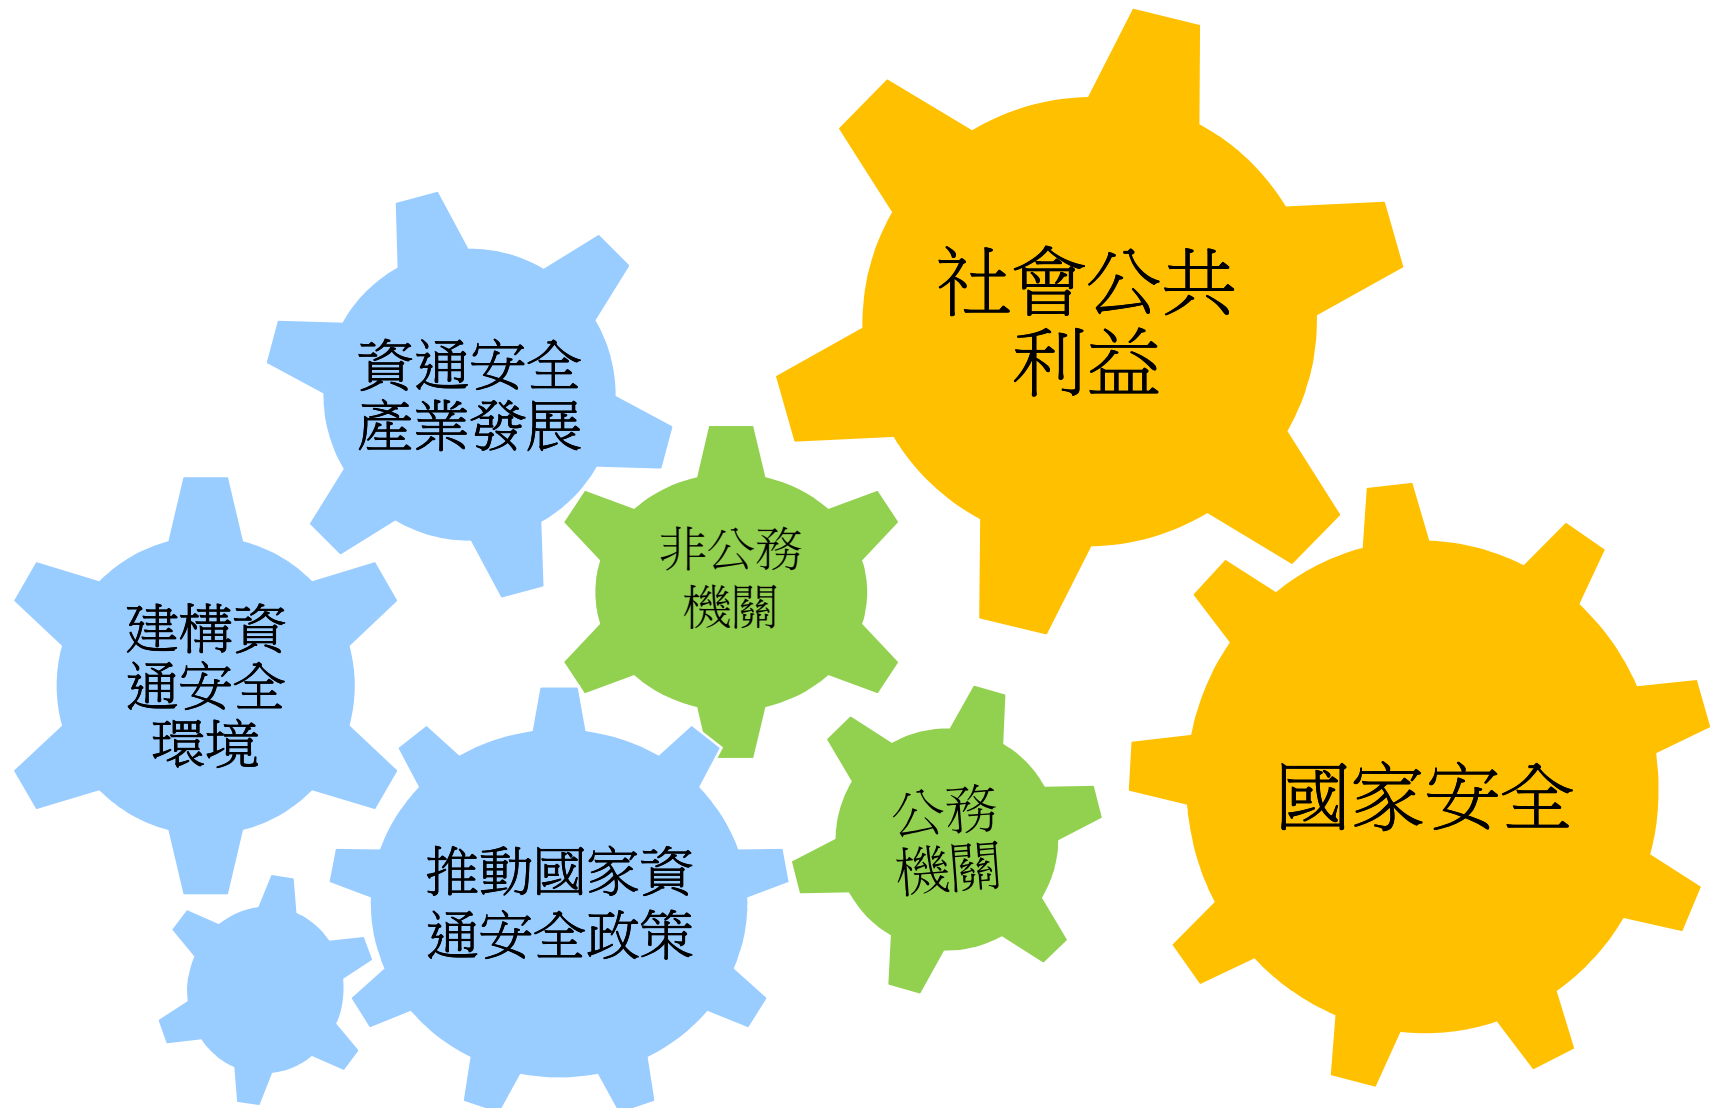 社會公共
利益
資通安全
產業發展
非公務
機關
建構資
通安全
環境
國家安全
公務
機關
推動國家資
通安全政策